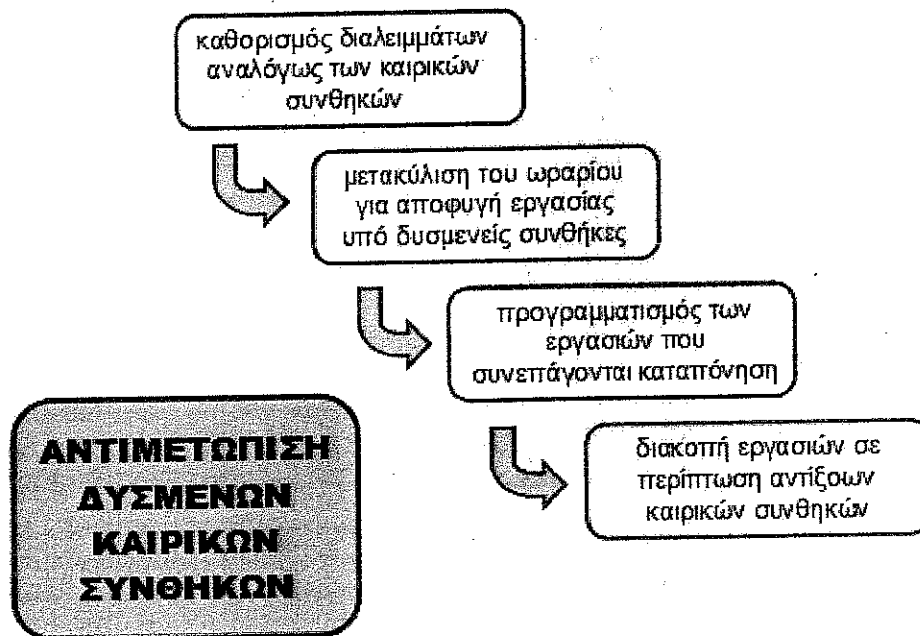 καθορισμός διαλειμμάτων
αναλόγως των καιρικών
συνθηκών
μετακύλιση του ωραρίου
για αποφυγή εργασίας
υπό δυσμενείς συνθήκες
προγραμματισμός των
εργασιών που
συνεπάγονται καταπόνηση
διακοπή εργασιών σε
περίπτωση αντίξοων
καιρικών συνθηκών
ΑΝΤΙΜΕΤΩΠΙΣΗ
ΔΥΣΜΕΝΩΝ
ΚΑΙΡΙΚΩΝ
ΣΥΝΘΗΚΩΝ